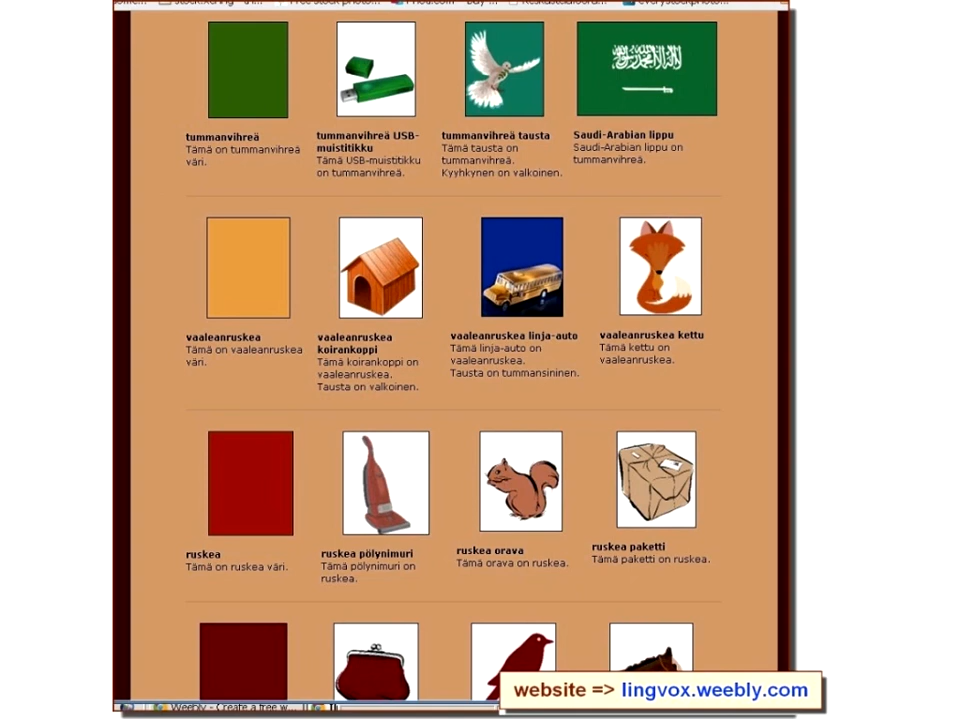 tummanvihreä
Tämä on tummanvihreä
väri.
tummanvihreä USB-
muistitikku
Tämä USB-muistitikku
on tummanvihreä.
tummanvihreä tausta
Tämä tausta on
tummanvihreä.
Kyyhkynen on valkoinen.
Saudi-Arabian lippu
Saudi-Arabian lippu on
tummanvihreä.
vaaleanruskea
Tämä on vaaleanruskea
väri.
vaaleanruskea
koirankoppi
Tämä koirankoppi on
vaaleanruskea.
Tausta on valkoinen.
vaaleanruskea linja-auto
Tämä linja-auto on
vaaleanruskea.
Tausta on tummansininen.
vaaleanruskea kettu
Tämä kettu on
vaaleanruskea.
ruskea
Tämä on ruskea väri.
ruskea pölynimuri
Tämä pölynimuri on
ruskea.
ruskea orava
Tämä orava on ruskea.
ruskea paketti
Tämä paketti on ruskea.
website => lingvox.weebly.com
Weebly - Create a free w...